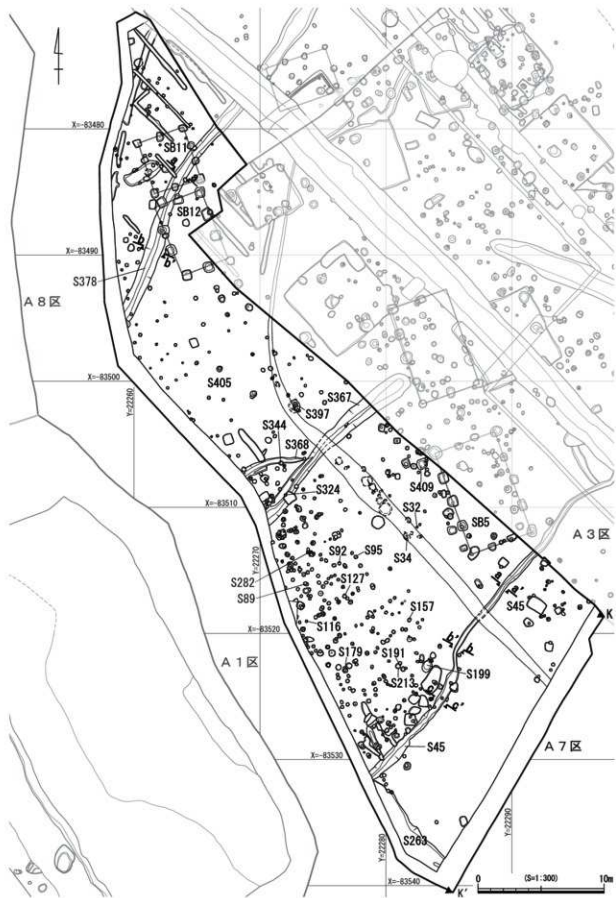 X=-83480
SB11
SB12
X=-83490
S378
A8区
X=-83500
Y=22260
S405
S367
S397
S344
S368
S409
S324
X=-83510
S32
SB5
S34
A3区
Y=22270
S92
S95
S282
S127
S89
S45
K
S157
S116
X=-83520
S179
S191
S199
A1区
S213
S45
A7区
X=-83530
Y=22280
Y=22290
S263
0
(S=1:300)
10m
X=-83540
K'